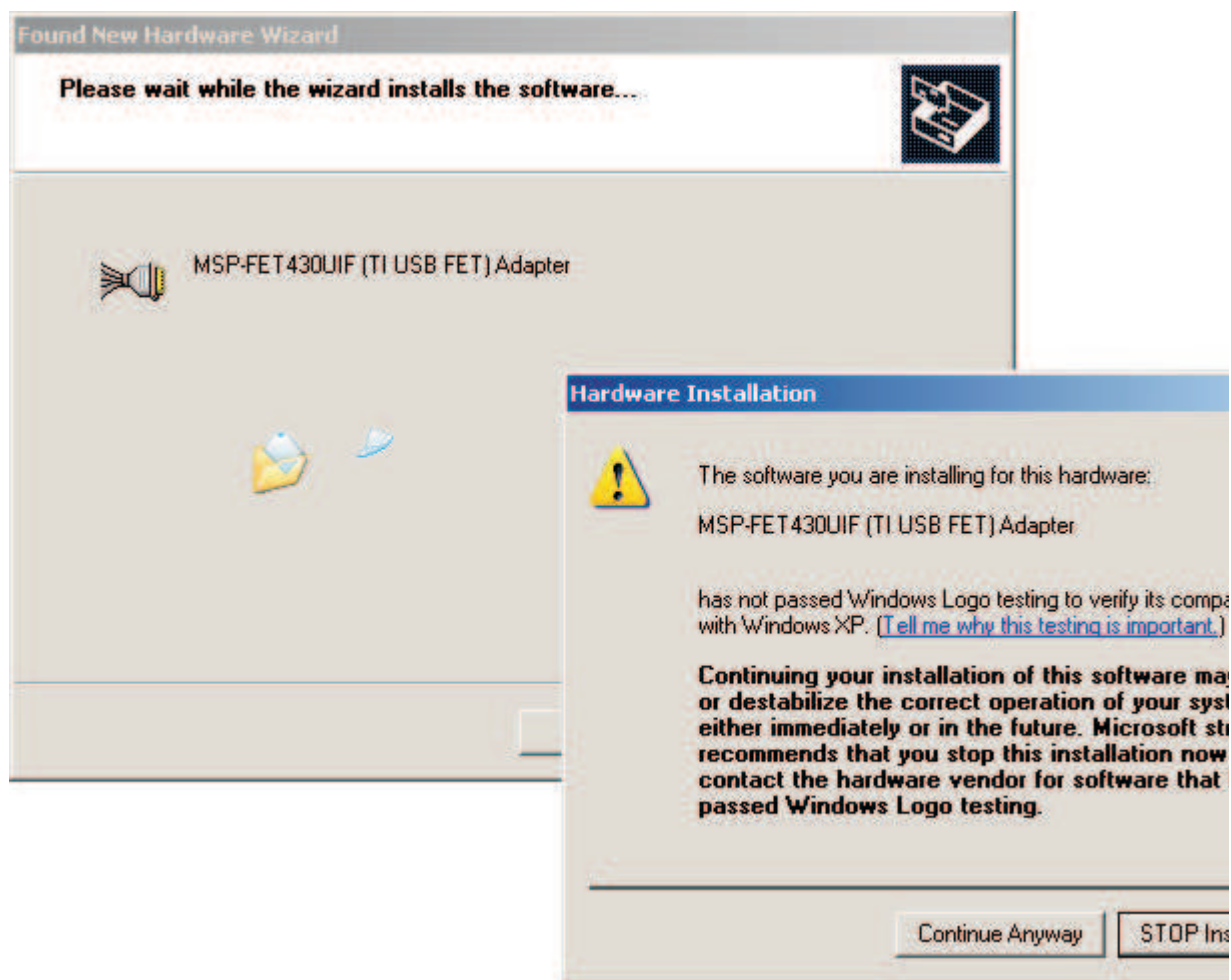 Found New Hardware Wizard
Please wait while the wizard installs the software...
MSP-FET430UIF (TI USB FET) Adapter
Hardware Installation
The software you are installing for this hardware:
MSP-FET430UIF (TI USB FET) Adapter
has not passed Windows Logo testing to verify its compa
with Windows XP. (Tell me why this testing is important.)
Continuing your installation of this software may
or destabilize the correct operation of your syst
either immediately or in the future. Microsoft str
recommends that you stop this installation now
contact the hardware vendor for software that
passed Windows Logo testing.
Continue Anyway
STOP Ins